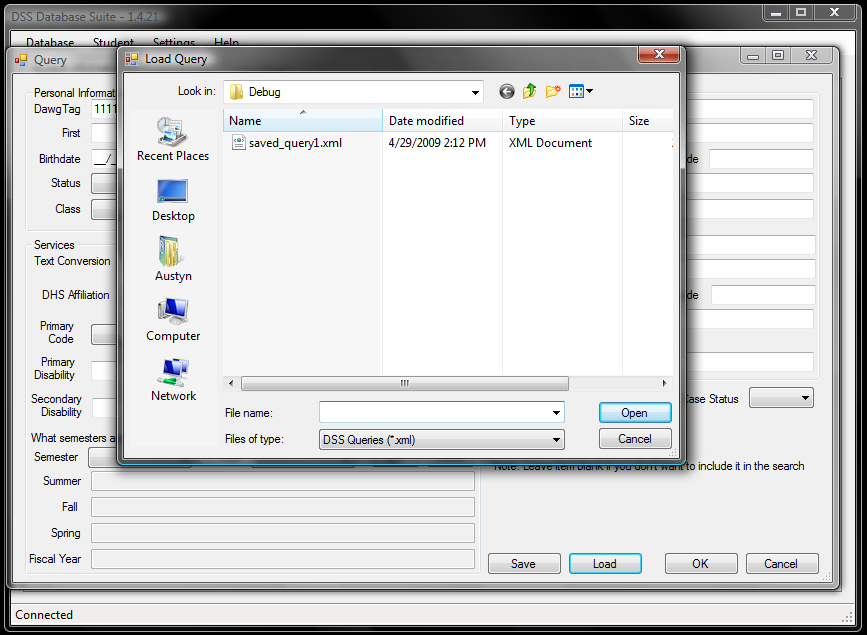 DSS Database Suite - 1.4.21
Database Student Settings Help
Query
Load Query
Look in: Debug
Name Date modified Type Size
saved_query1.xml 4/29/2009 2:12 PM XML Document
Recent Places
Desktop
Austyn
Computer
Network
File name:
Open
Files of type: DSS Queries (*.xml)
Cancel
Personal Informat
DawgTag 1111
First
Birthdate __/_
de
Status
Class
Services
Text Conversion
DHS Affiliation
de
Primary
Code
Primary
Disability
Secondary
Disability
Case Status
What semesters a
Semester
Note: Leave item blank if you don't want to include it in the search
Summer
Fall
Spring
Fiscal Year
Save Load OK Cancel
Connected